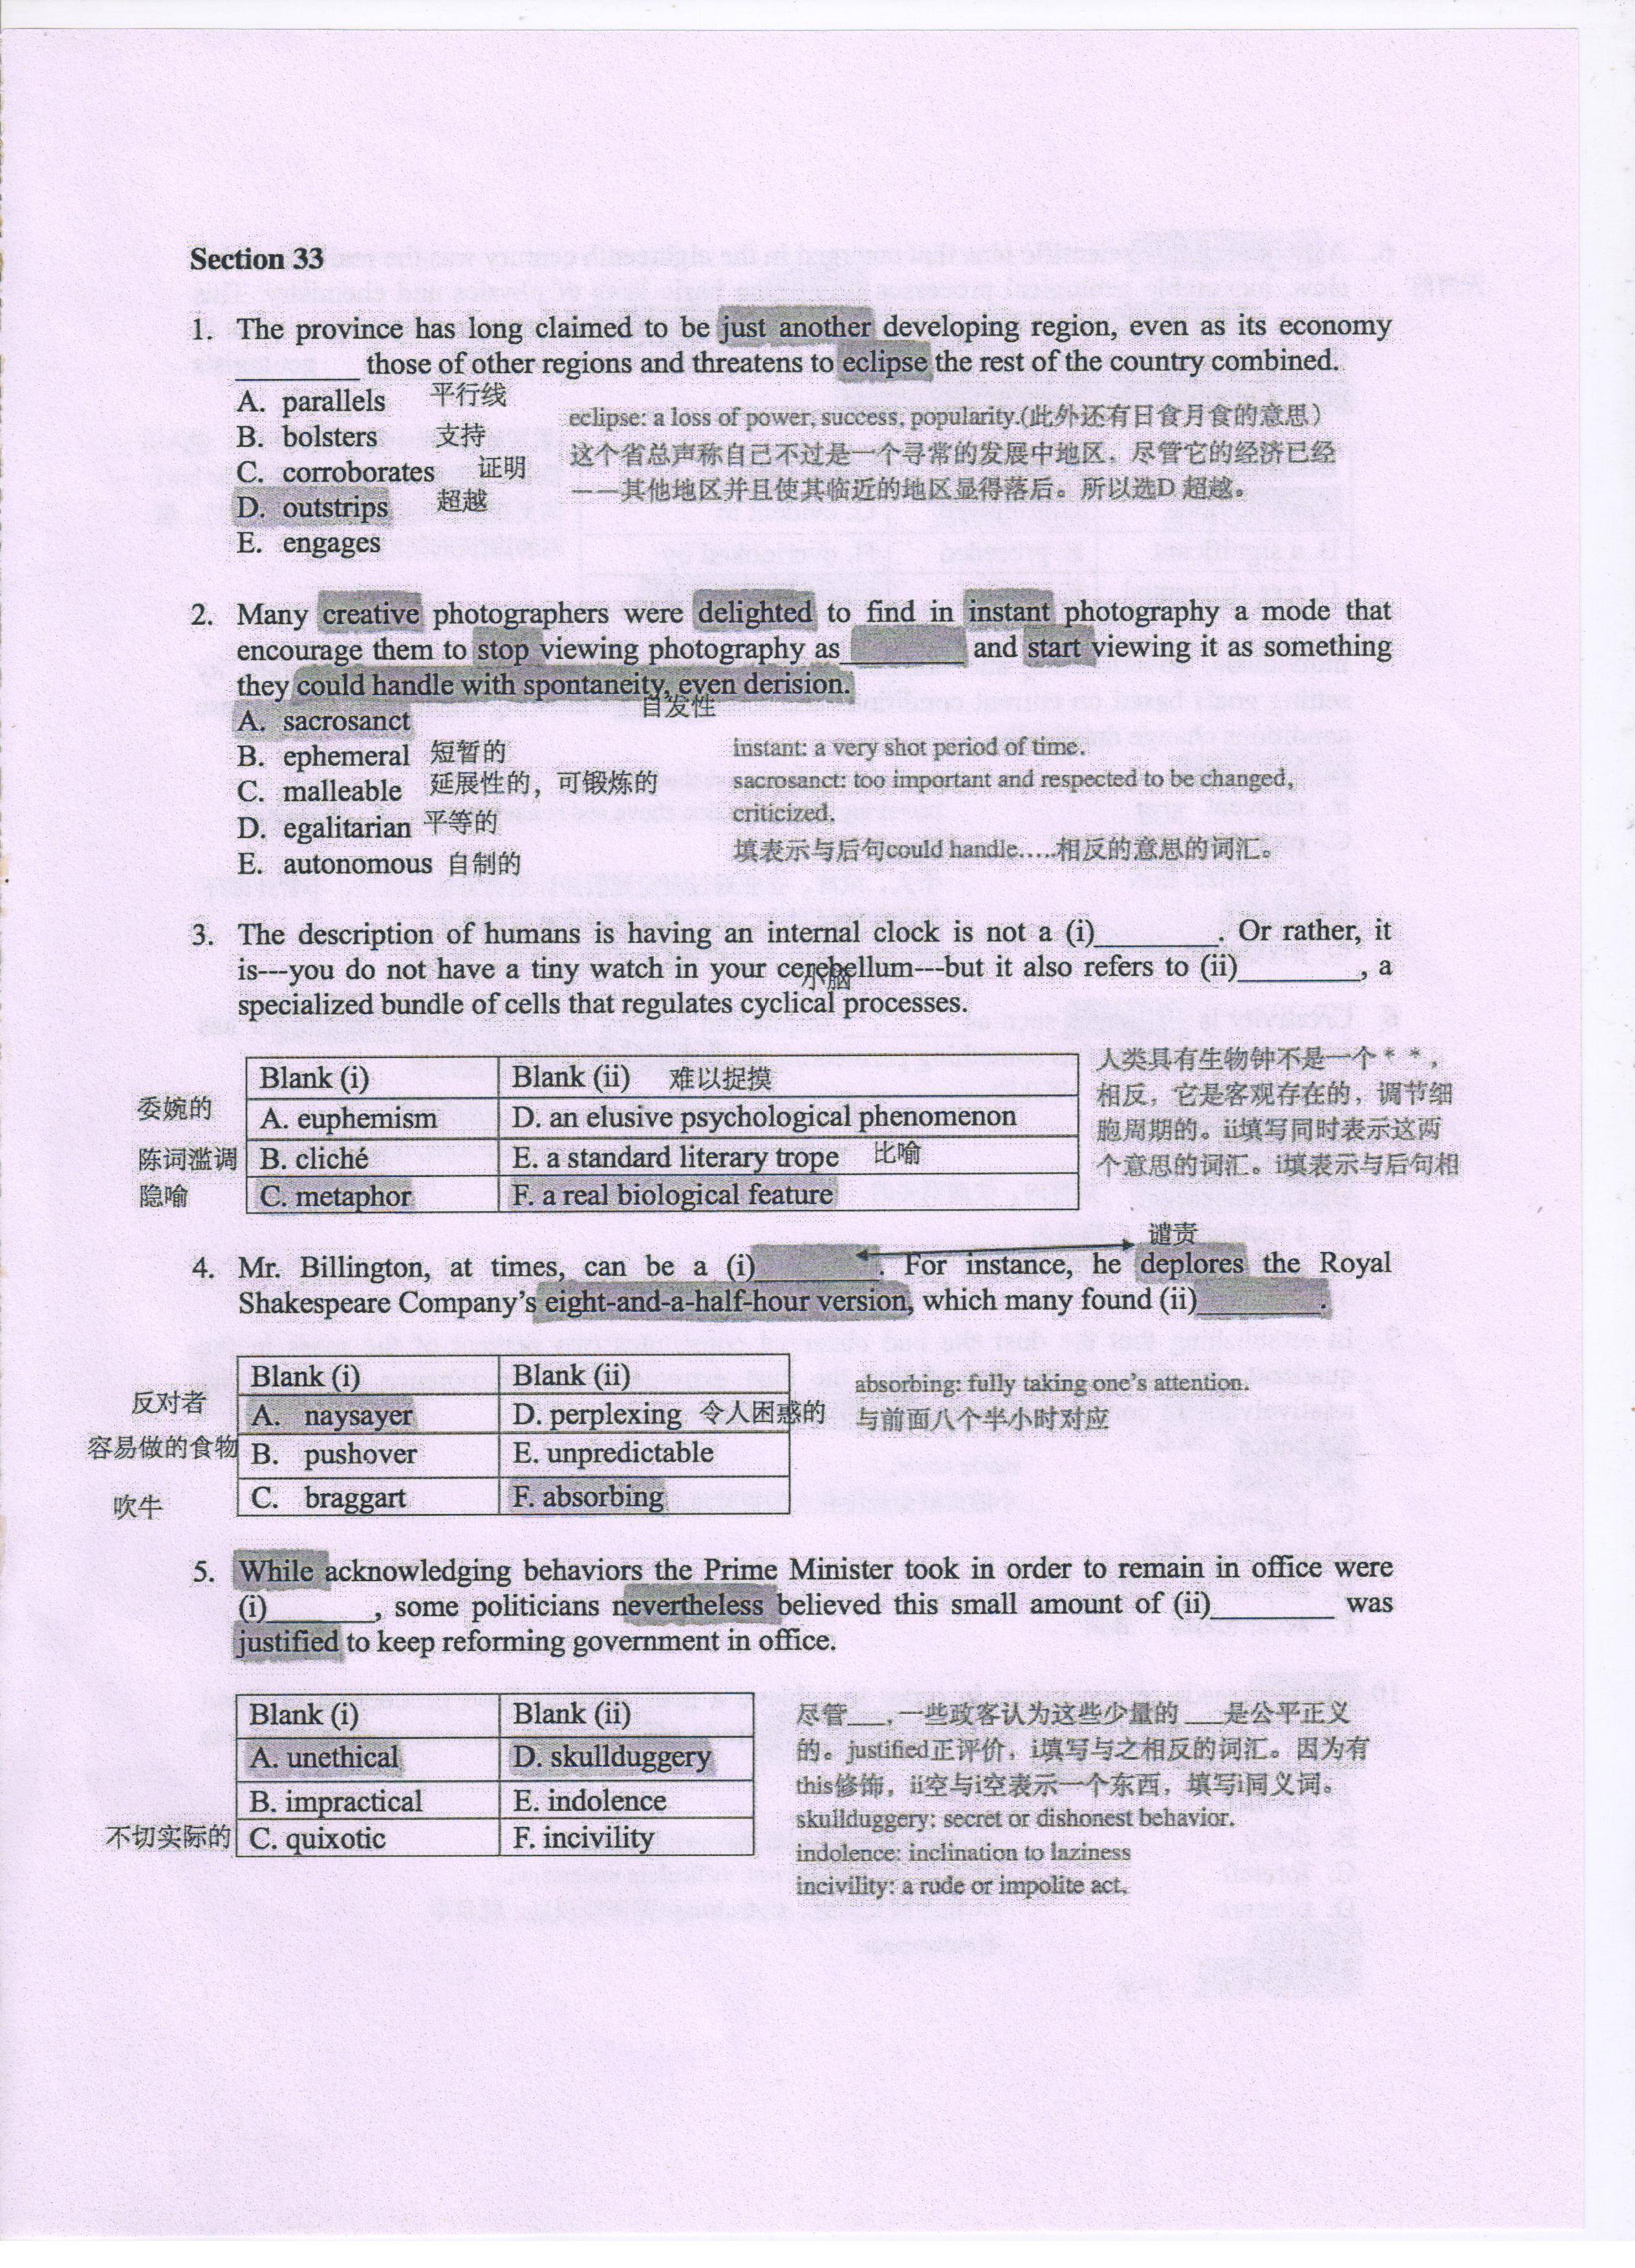 Section 33
1. The province has long claimed to be just another developing region, even as its economy
________ those of other regions and threatens to eclipse the rest of the country combined.
A. parallels 平行线
B. bolsters 支持
C. corroborates 证明
D. outstrips 超越
E. engages
eclipse: a loss of power, success, popularity.(此外还有日食月食的意思)
这个省总声称自己不过是一个寻常的发展中地区，尽管它的经济已经
——其他地区并且使其临近的地区显得落后。所以选D 超越。
2. Many creative photographers were delighted to find in instant photography a mode that
encourage them to stop viewing photography as________ and start viewing it as something
they could handle with spontaneity, even derision.
自发性
A. sacrosanct
B. ephemeral 短暂的
C. malleable 延展性的，可锻炼的
D. egalitarian 平等的
E. autonomous 自制的
instant: a very shot period of time.
sacrosanct: too important and respected to be changed,
criticized.
填表示与后句could handle.....相反的意思的词汇。
3. The description of humans is having an internal clock is not a (i)________. Or rather, it
is---you do not have a tiny watch in your cerebellum---but it also refers to (ii)________, a
小脑
specialized bundle of cells that regulates cyclical processes.
Blank (i) Blank (ii) 难以捉摸
委婉的 A. euphemism D. an elusive psychological phenomenon
陈词滥调 B. cliché E. a standard literary trope 比喻
隐喻 C. metaphor F. a real biological feature
人类具有生物钟不是一个* *，
相反，它是客观存在的，调节细
胞周期的。ii填写同时表示这两
个意思的词汇。i填表示与后句相
谴责
4. Mr. Billington, at times, can be a (i)________. For instance, he deplores the Royal
Shakespeare Company's eight-and-a-half-hour version, which many found (ii)________.
Blank (i) Blank (ii)
反对者 A. naysayer D. perplexing 令人困惑的
容易做的食物 B. pushover E. unpredictable
吹牛 C. braggart F. absorbing
absorbing: fully taking one's attention.
与前面八个半小时对应
5. While acknowledging behaviors the Prime Minister took in order to remain in office were
(i)_______, some politicians nevertheless believed this small amount of (ii)________ was
justified to keep reforming government in office.
Blank (i) Blank (ii)
A. unethical D. skullduggery
B. impractical E. indolence
不切实际的 C. quixotic F. incivility
尽管___,一些政客认为这些少量的 ___是公平正义
的。justified正评价，i填写与之相反的词汇。因为有
this修饰，ii空与i空表示一个东西，填写i同义词。
skullduggery: secret or dishonest behavior.
indolence: inclination to laziness
incivility: a rude or impolite act.